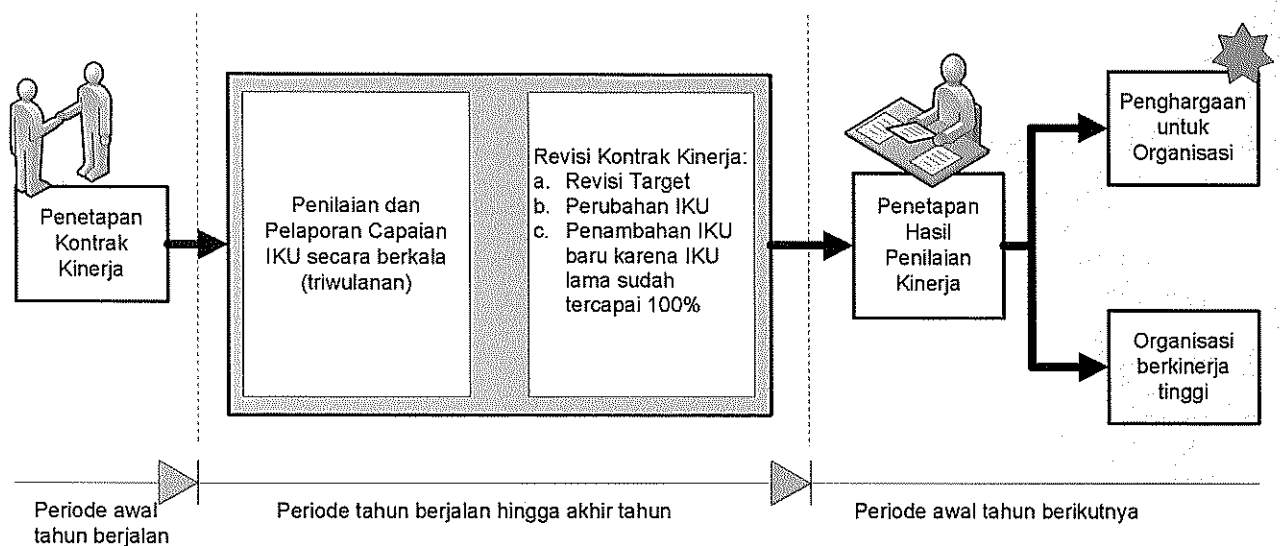 Penetapan
Kontrak
Kinerja
Penilaian dan
Pelaporan Capaian
IKU secara berkala
(triwulanan)
Revisi Kontrak Kinerja:
a. Revisi Target
b. Perubahan IKU
c. Penambahan IKU
baru karena IKU
lama sudah
tercapai 100%
Penetapan
Hasil
Penilaian
Kinerja
Penghargaan
untuk
Organisasi
Organisasi
berkinerja
tinggi
Periode awal
tahun berjalan
Periode tahun berjalan hingga akhir tahun
Periode awal tahun berikutnya